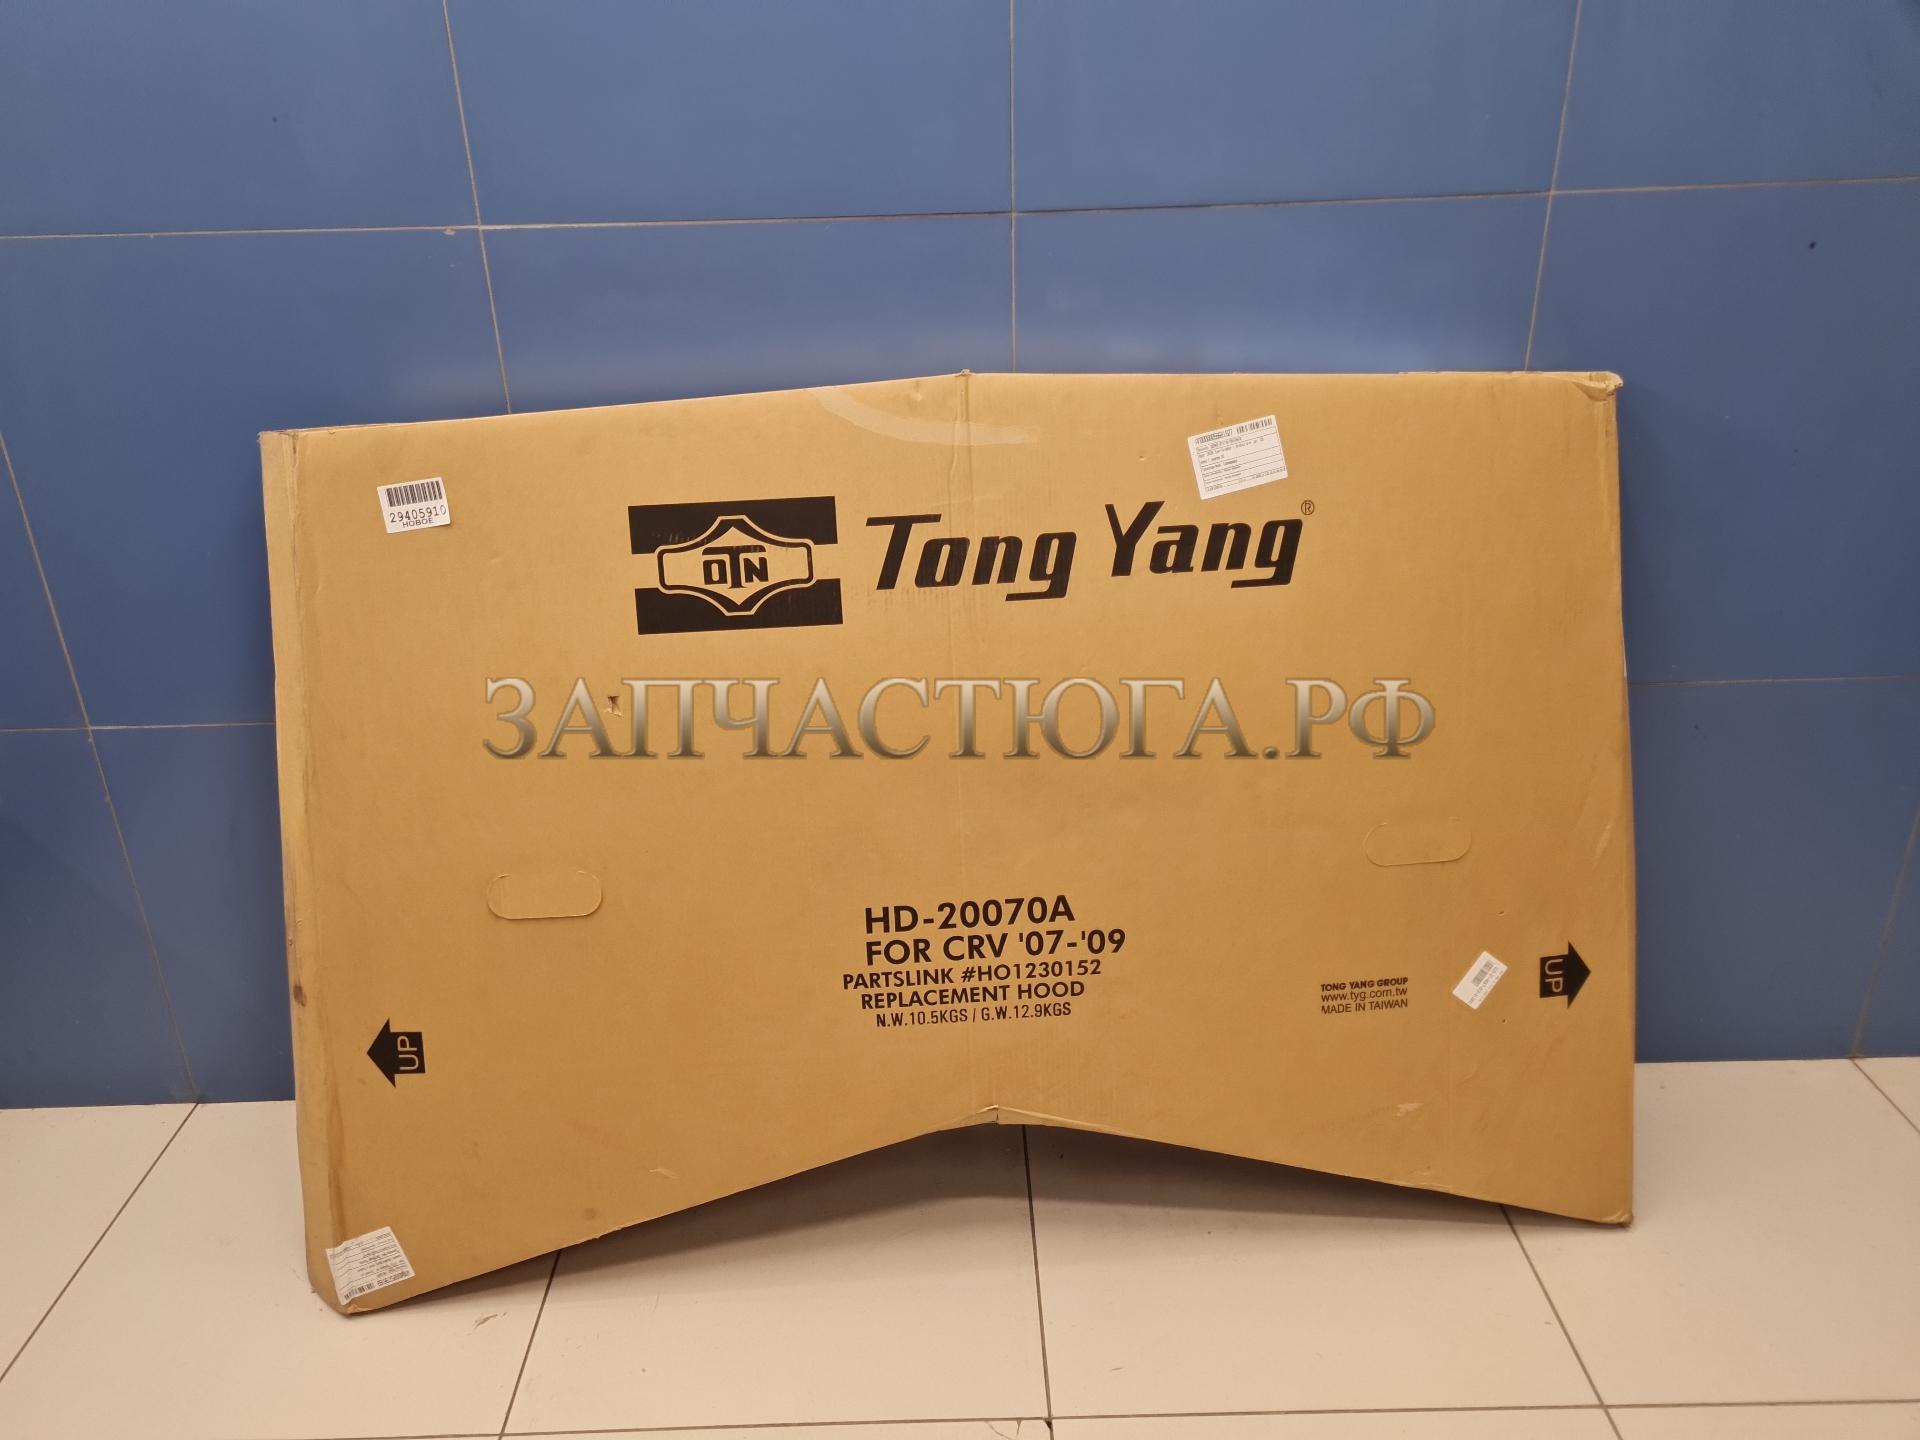 29405910
НОВОЕ
OTN
Tong Yang®
ЗАПЧАСТЮГА.РФ
HD-20070A
FOR CRV '07-'09
PARTSLINK #HO1230152
REPLACEMENT HOOD
N.W.10.5KGS / G.W.12.9KGS
TONG YANG GROUP
www.tyg.com.tw
MADE IN TAIWAN
UP
UP